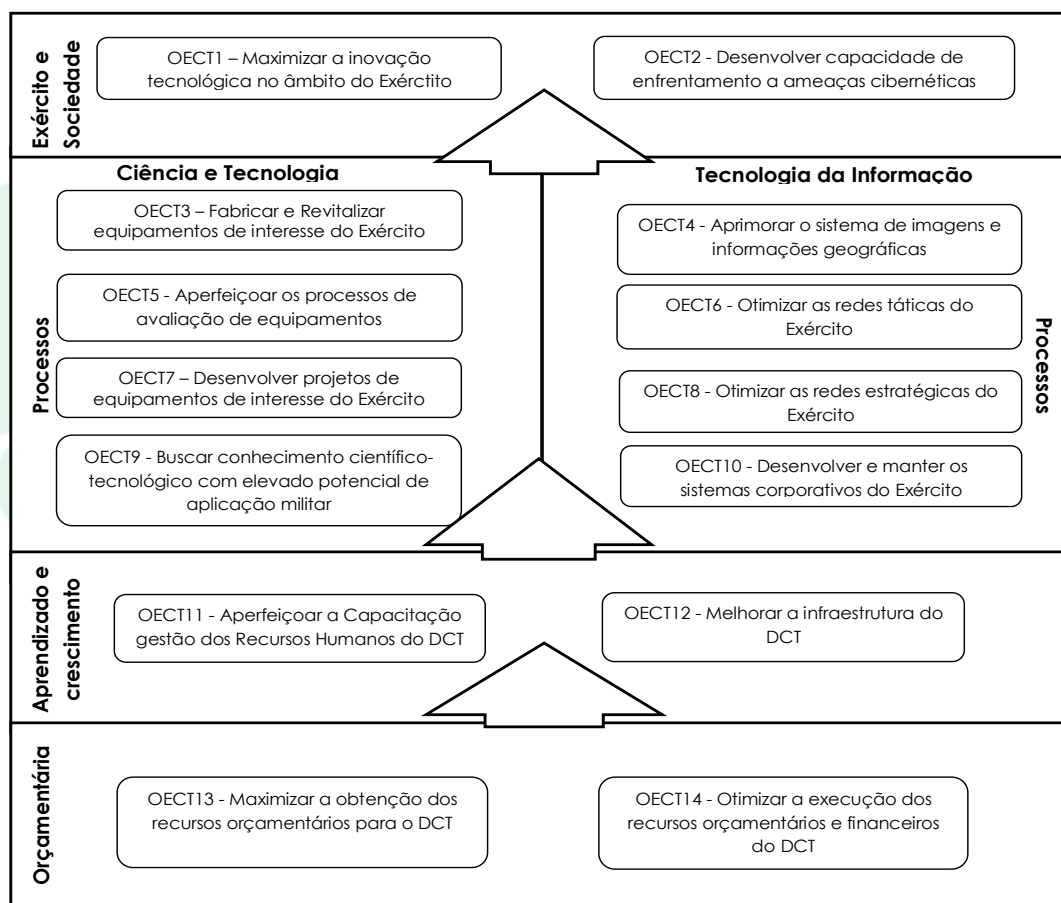 Exército e
Sociedade
OECT1 – Maximizar a inovação
tecnológica no âmbito do Exérctito
OECT2 - Desenvolver capacidade de
enfrentamento a ameaças cibernéticas
Processos
Ciência e Tecnologia
OECT3 – Fabricar e Revitalizar
equipamentos de interesse do Exército
OECT5 - Aperfeiçoar os processos de
avaliação de equipamentos
OECT7 – Desenvolver projetos de
equipamentos de interesse do Exército
OECT9 - Buscar conhecimento científico-
tecnológico com elevado potencial de
aplicação militar
Tecnologia da Informação
OECT4 - Aprimorar o sistema de imagens e
informações geográficas
OECT6 - Otimizar as redes táticas do
Exército
OECT8 - Otimizar as redes estratégicas do
Exército
OECT10 - Desenvolver e manter os
sistemas corporativos do Exército
Processos
Aprendizado e
crescimento
OECT11 - Aperfeiçoar a Capacitação
gestão dos Recursos Humanos do DCT
OECT12 - Melhorar a infraestrutura do
DCT
Orçamentária
OECT13 - Maximizar a obtenção dos
recursos orçamentários para o DCT
OECT14 - Otimizar a execução dos
recursos orçamentários e financeiros
do DCT